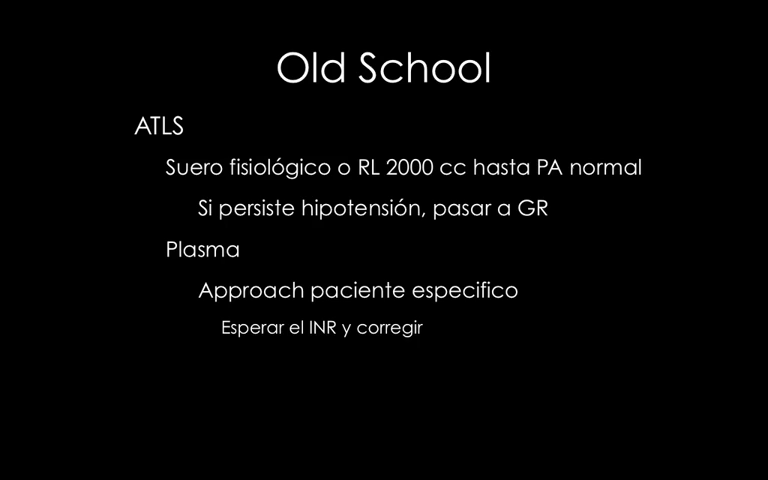 Old School
ATLS
Suero fisiológico o RL 2000 cc hasta PA normal
Si persiste hipotensión, pasar a GR
Plasma
Approach paciente especifico
Esperar el INR y corregir